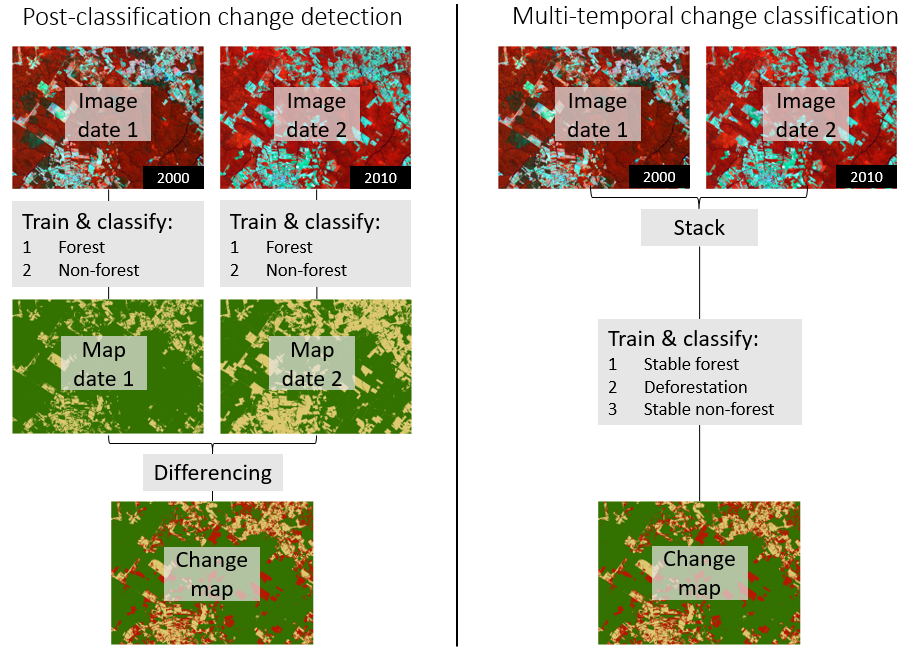 Post-classification change detection
Image
date 1
2000
Image
date 2
2010
Train & classify:
1 Forest
2 Non-forest
Train & classify:
1 Forest
2 Non-forest
Map
date 1
Map
date 2
Differencing
Change
map
Multi-temporal change classification
Image
date 1
2000
Image
date 2
2010
Stack
Train & classify:
1 Stable forest
2 Deforestation
3 Stable non-forest
Change
map